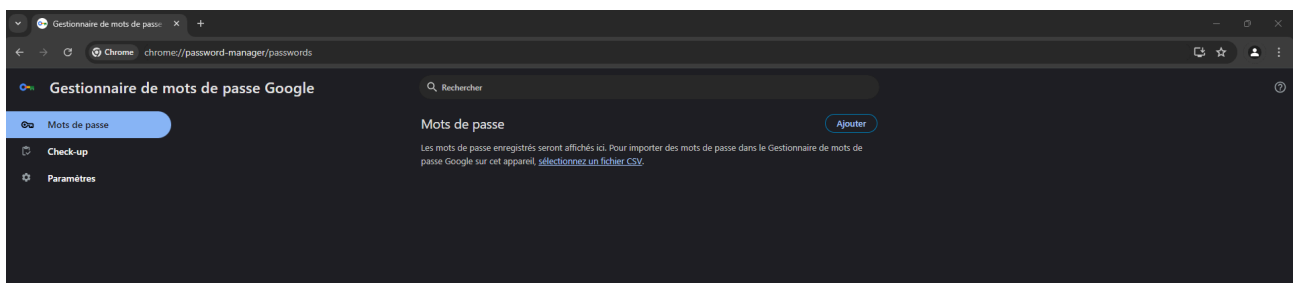 Gestionnaire de mots de passe
Chrome chrome://password-manager/passwords
Gestionnaire de mots de passe Google
Rechercher
Mots de passe
Check-up
Paramètres
Mots de passe
Ajouter
Les mots de passe enregistrés seront affichés ici. Pour importer des mots de passe dans le Gestionnaire de mots de
passe Google sur cet appareil, sélectionnez un fichier CSV.